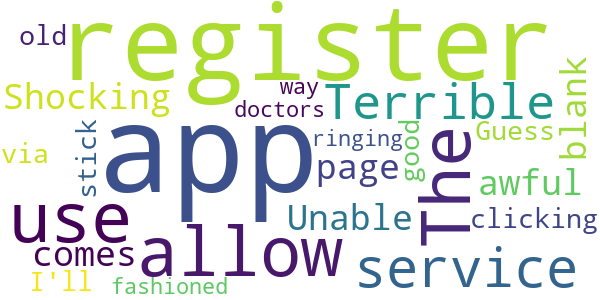 old register
Shocking way Terrible blank
doctors
via stick app ringing page good The Guess
awful
use allow Unable clicking
comes service
I'll fashioned